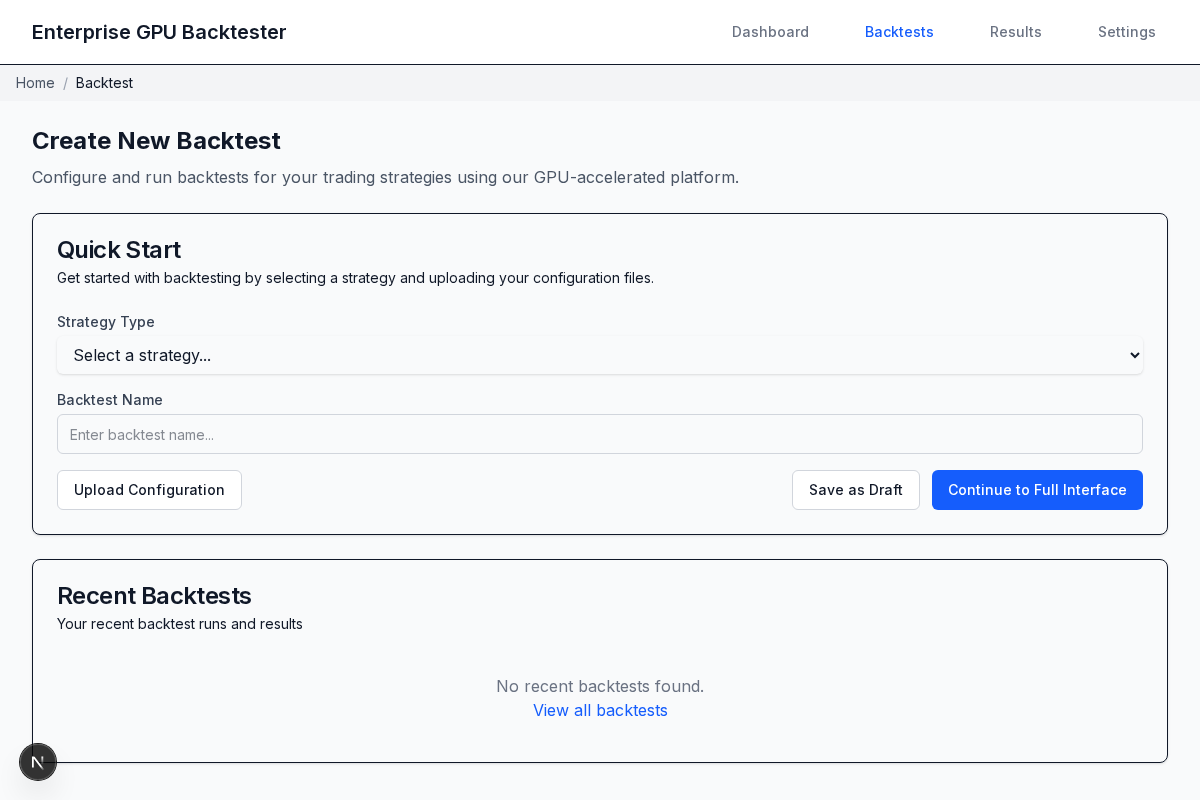 Enterprise GPU Backtester
Dashboard
Backtests
Results
Settings
Home / Backtest
Create New Backtest
Configure and run backtests for your trading strategies using our GPU-accelerated platform.
Quick Start
Get started with backtesting by selecting a strategy and uploading your configuration files.
Strategy Type
Select a strategy...
Backtest Name
Enter backtest name...
Upload Configuration
Save as Draft
Continue to Full Interface
Recent Backtests
Your recent backtest runs and results
No recent backtests found.
View all backtests
N